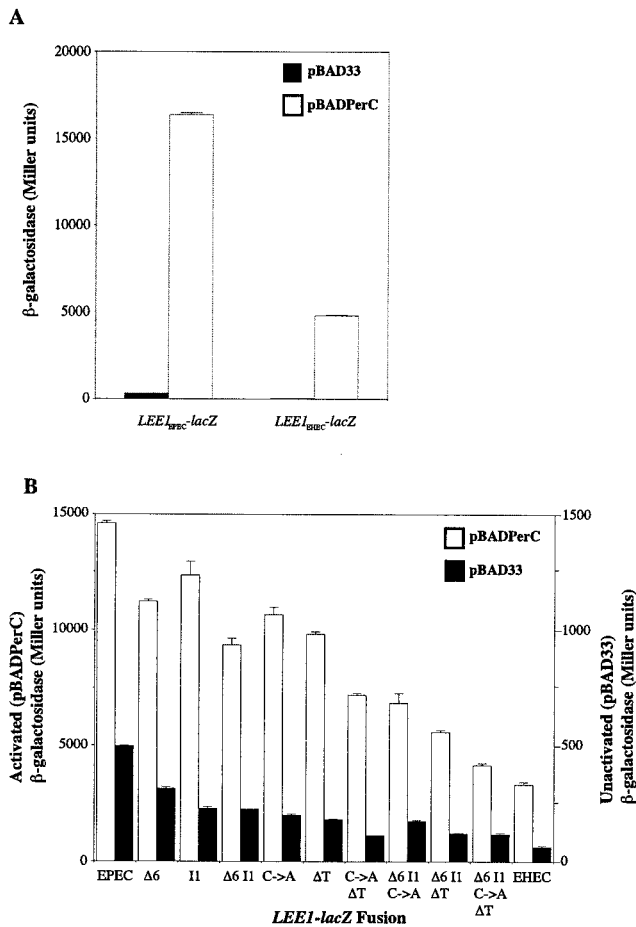 A
20000
15000
10000
5000
0
β-galactosidase (Miller units)
pBAD33
pBADPerC
LEE1EPEC-lacZ
LEE1EHEC-lacZ
B
15000
10000
5000
0
Activated (pBADPerC)
β-galactosidase (Miller units)
pBADPerC
pBAD33
1500
1000
500
0
Unactivated (pBAD33)
β-galactosidase (Miller units)
EPEC Δ6 I1 Δ6 I1 C->A ΔT C->A Δ6 I1 Δ6 I1 Δ6 I1 EHEC
ΔT C->A ΔT C->A
ΔT
LEE1-lacZ Fusion